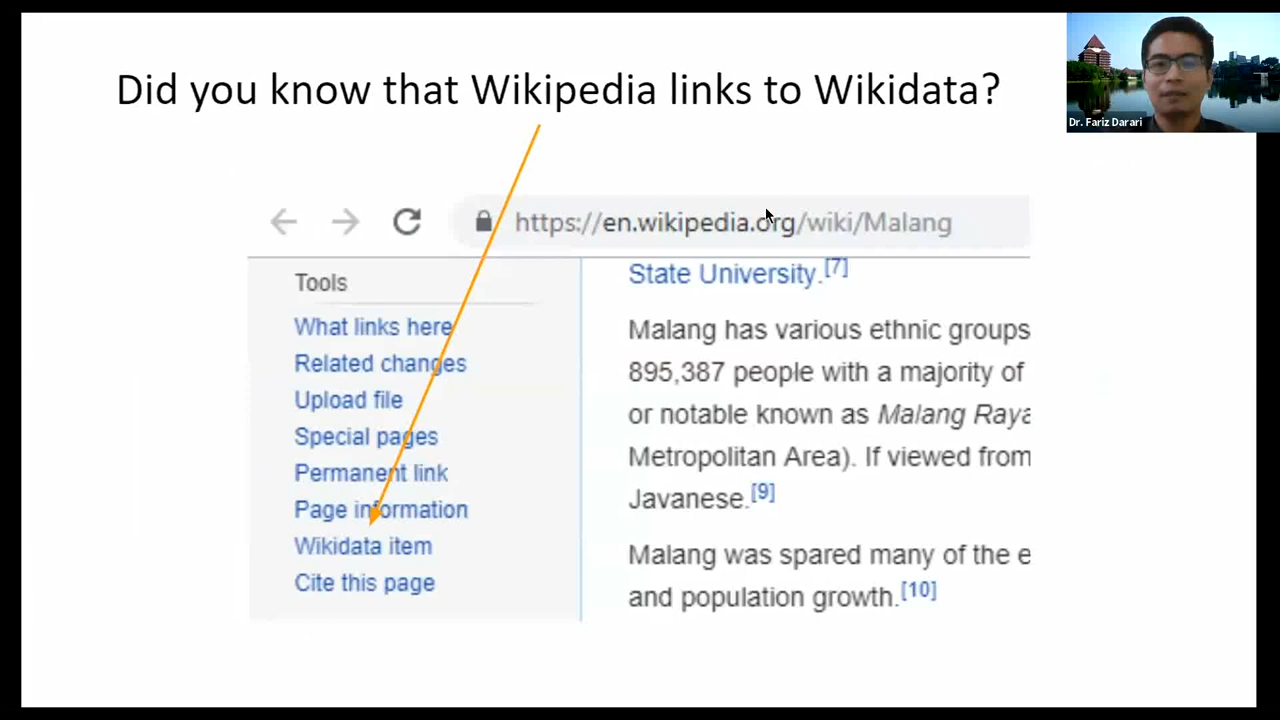 Did you know that Wikipedia links to Wikidata?
Dr. Fariz Darari
https://en.wikipedia.org/wiki/Malang
Tools
What links here
Related changes
Upload file
Special pages
Permanent link
Page information
Wikidata item
Cite this page
State University.[7]
Malang has various ethnic groups
895,387 people with a majority of
or notable known as Malang Raya
Metropolitan Area). If viewed from
Javanese.[9]
Malang was spared many of the e
and population growth.[10]